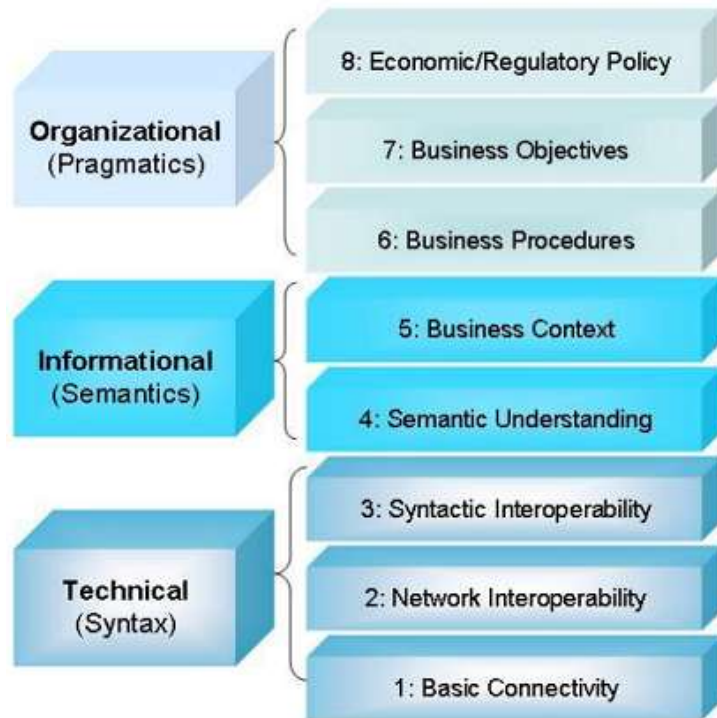 8: Economic/Regulatory Policy
Organizational
(Pragmatics)
7: Business Objectives
6: Business Procedures
5: Business Context
Informational
(Semantics)
4: Semantic Understanding
3: Syntactic Interoperability
Technical
(Syntax)
2: Network Interoperability
1: Basic Connectivity